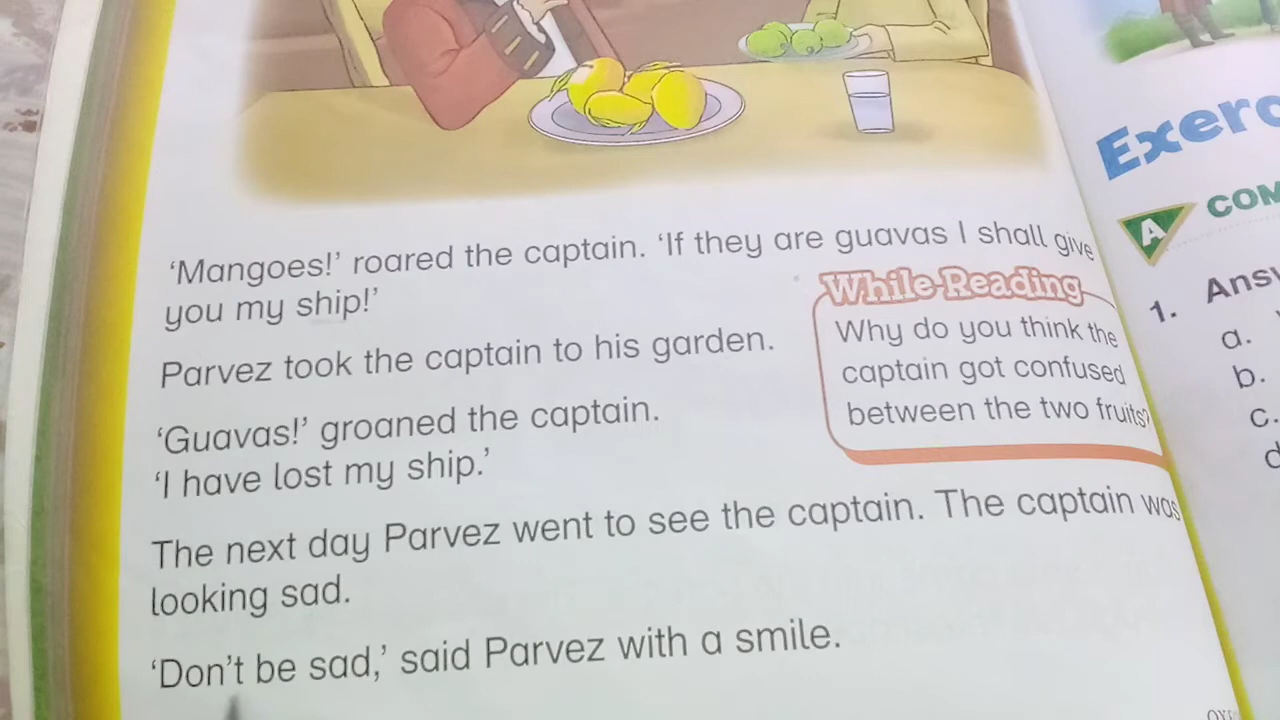 ‘Mangoes!’ roared the captain. ‘If they are guavas I shall give
you my ship!’
Parvez took the captain to his garden.
‘Guavas!’ groaned the captain.
‘I have lost my ship.’
While-Reading
Why do you think the
captain got confused
between the two fruits?
The next day Parvez went to see the captain. The captain was
looking sad.
‘Don’t be sad,’ said Parvez with a smile.
A
1.
a.
b.
c.
d